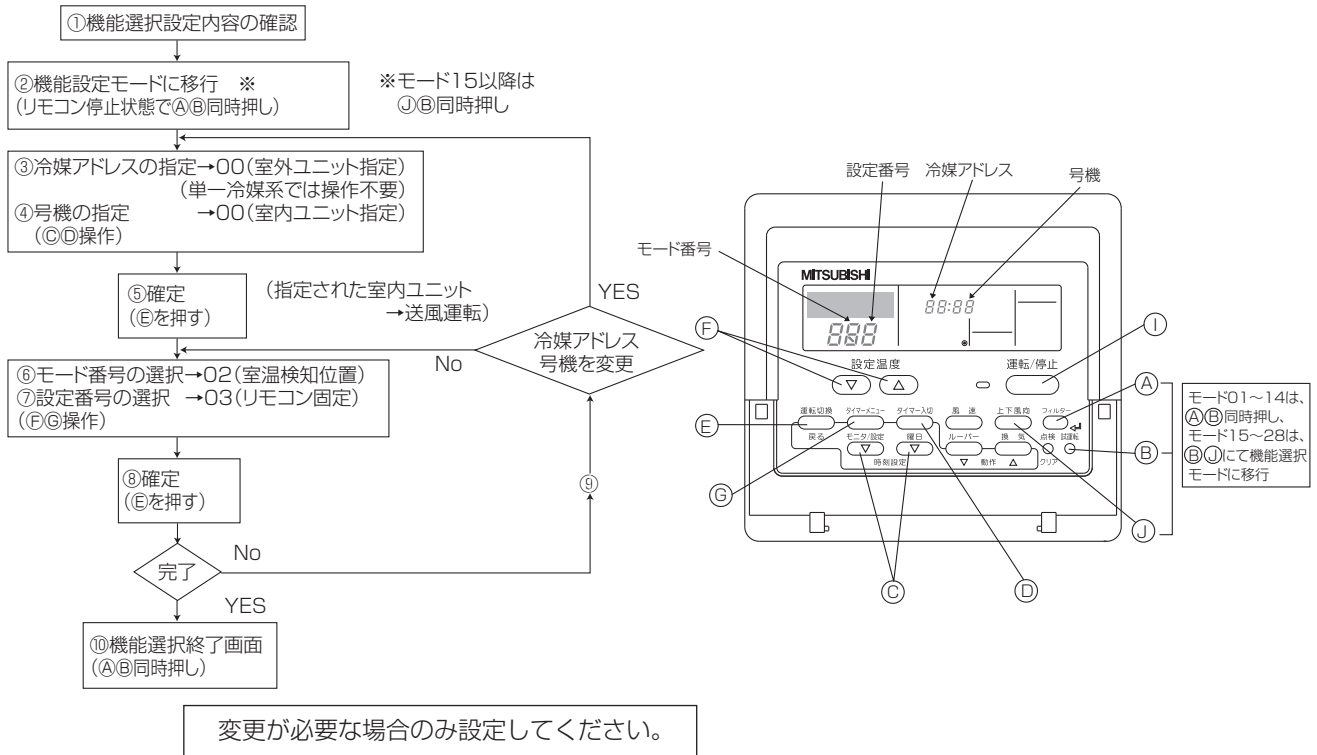 ①機能選択設定内容の確認
②機能設定モードに移行　※
(リモコン停止状態でⒶⒷ同時押し)
※モード15以降は
ⒿⒷ同時押し
③冷媒アドレスの指定→00(室外ユニット指定)
(単一冷媒系では操作不要)
④号機の指定　→00(室内ユニット指定)
(ⒸⒹ操作)
⑤確定
(Ⓔを押す)
(指定された室内ユニット
→送風運転)
YES
冷媒アドレス
号機を変更
No
⑥モード番号の選択→02(室温検知位置)
⑦設定番号の選択　→03(リモコン固定)
(ⒻⒼ操作)
⑧確定
(Ⓔを押す)
⑨
完了
No
YES
⑩機能選択終了画面
(ⒶⒷ同時押し)
変更が必要な場合のみ設定してください。
設定番号
冷媒アドレス
号機
モード番号
MITSUBISHI
88:88
888
設定温度
運転/停止
▽
△
運転切換
タイマーメニュー
タイマー入切
風 速
上下風向
フィルター
戻る
モニタ/設定
曜日
ルーバー
換 気
点検
試運転
▽
▽
時刻設定
▽ 動作 △
クリア
Ⓕ
Ⓔ
Ⓖ
Ⓒ
Ⓓ
Ⓘ
Ⓐ
Ⓑ
Ⓙ
モード01～14は、
ⒶⒷ同時押し、
モード15～28は、
ⒷⒿにて機能選択
モードに移行